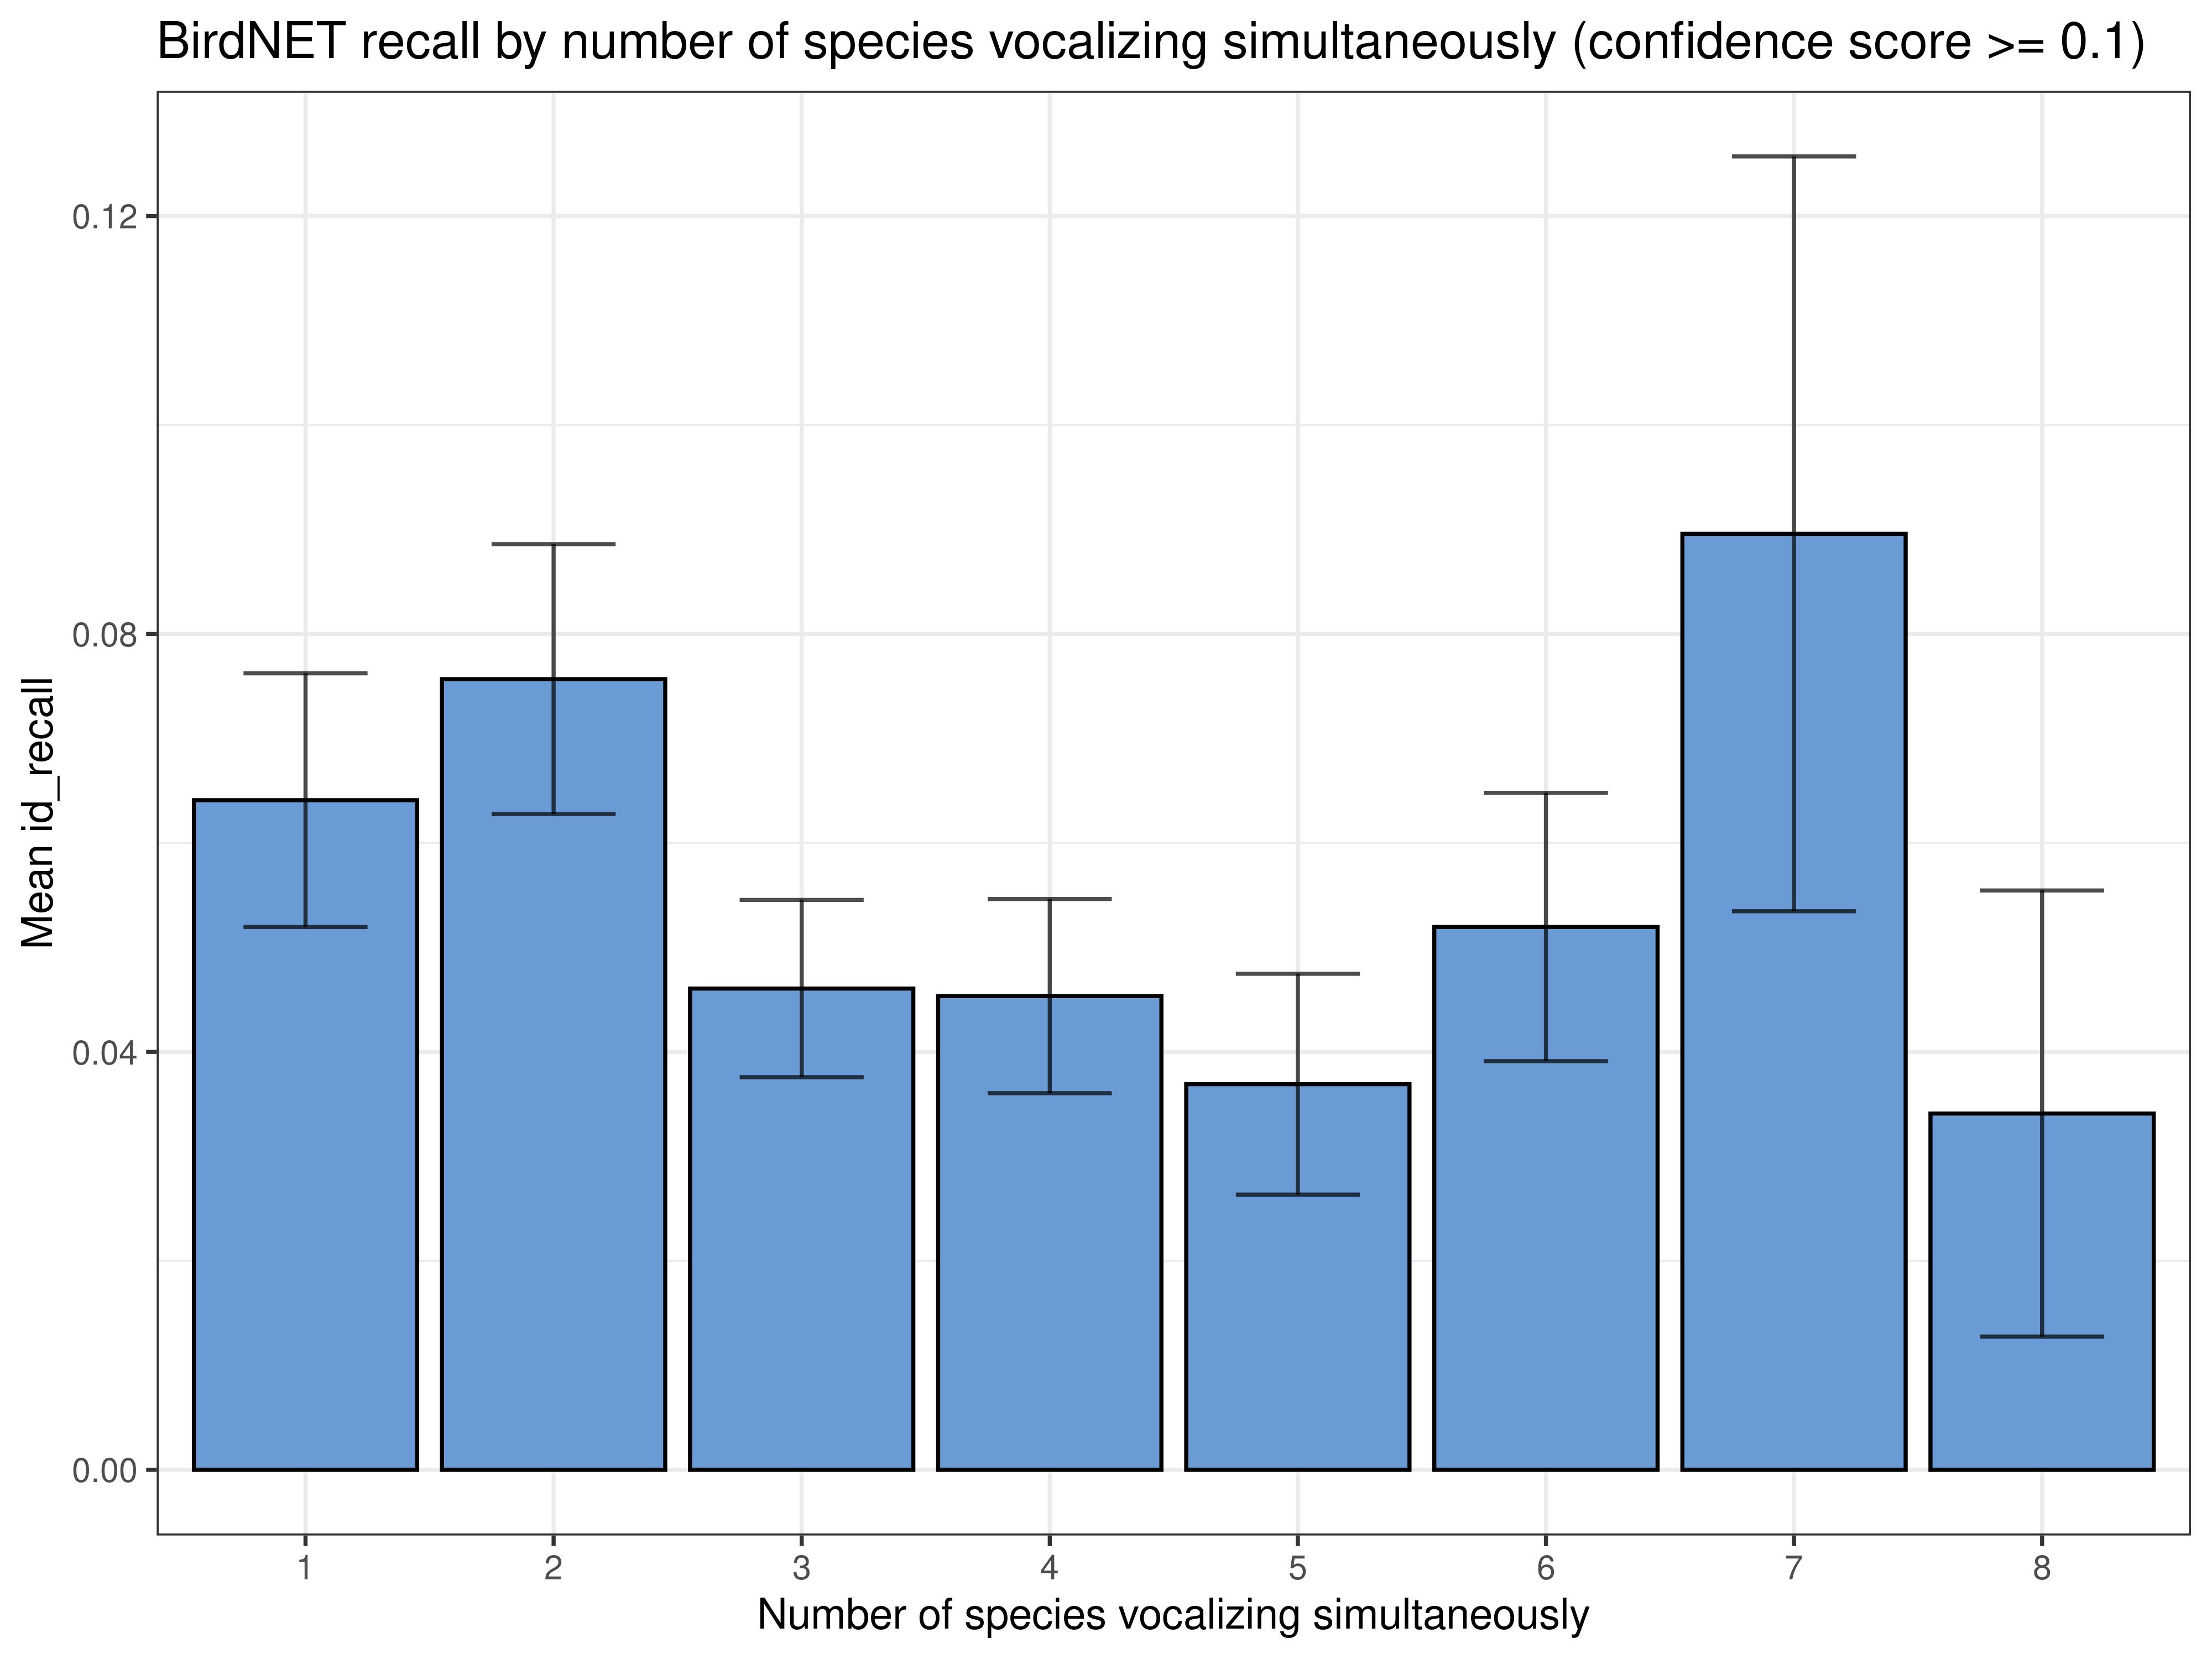 BirdNET recall by number of species vocalizing simultaneously (confidence score >= 0.1)
Mean id_recall
0.12
0.08
0.04
0.00
1 2 3 4 5 6 7 8
Number of species vocalizing simultaneously